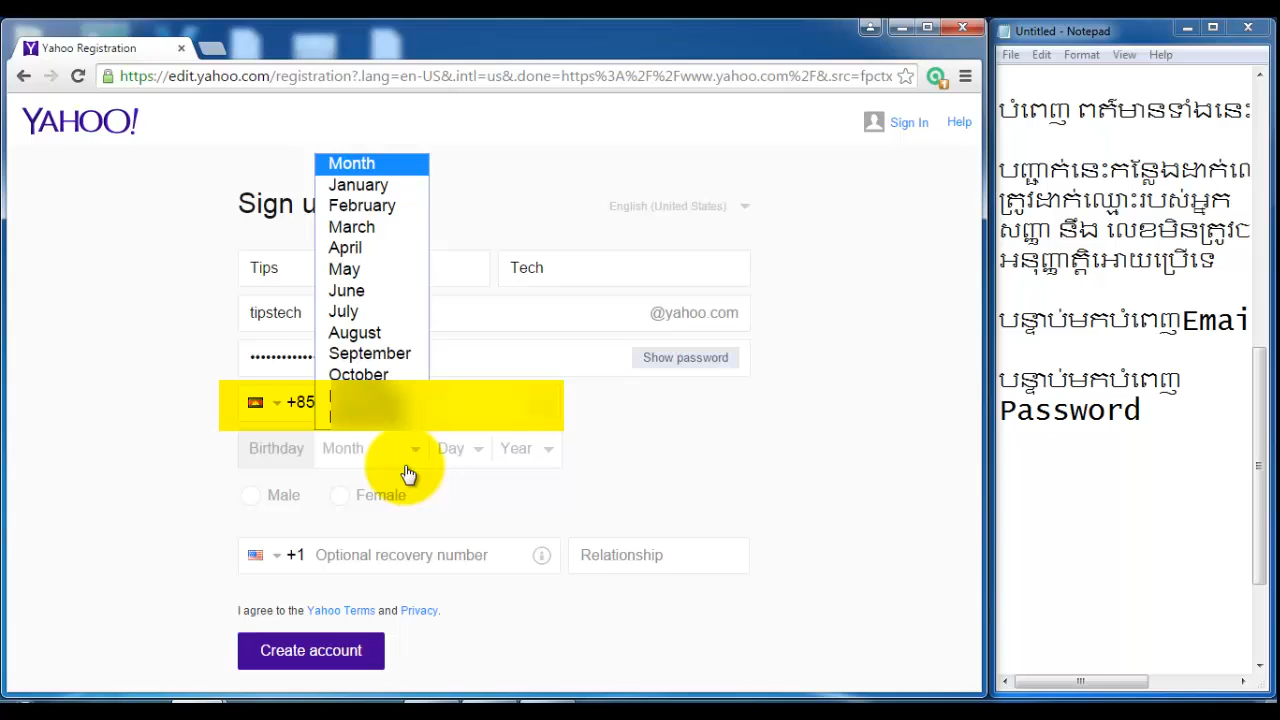 Yahoo Registration
https://edit.yahoo.com/registration?.lang=en-US&.intl=us&.done=https%3A%2F%2Fwww.yahoo.com%2F&.src=fpctx
YAHOO!
Sign In
Help
Sign u
English (United States)
Month
January
February
March
April
May
June
July
August
September
October
Tips
Tech
tipstech
@yahoo.com
Show password
+85
Birthday
Month
Day
Year
Male
Female
+1
Optional recovery number
Relationship
I agree to the Yahoo Terms and Privacy.
Create account
Untitled - Notepad
File Edit Format View Help
បំពេញ ពត៌មានទាំងនេះ
បញ្ជាក់នេះកន្លែងដាក់
ត្រូវដាក់ឈ្មោះរបស់អ្នក
សញ្ញា នឹង លេខមិនត្រូវ
អនុញ្ញាត្តិអោយប្រើទេ
បន្ទាប់មកបំពេញEmai
បន្ទាប់មកបំពេញ
Password